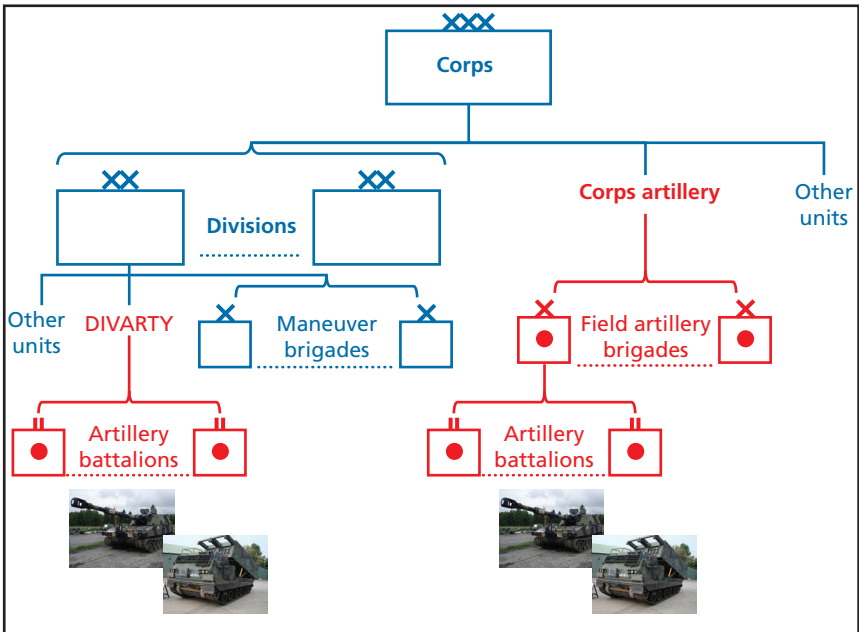 Corps
Divisions
Corps artillery
Other
units
Other
units
DIVARTY
Maneuver
brigades
Field artillery
brigades
Artillery
battalions
Artillery
battalions